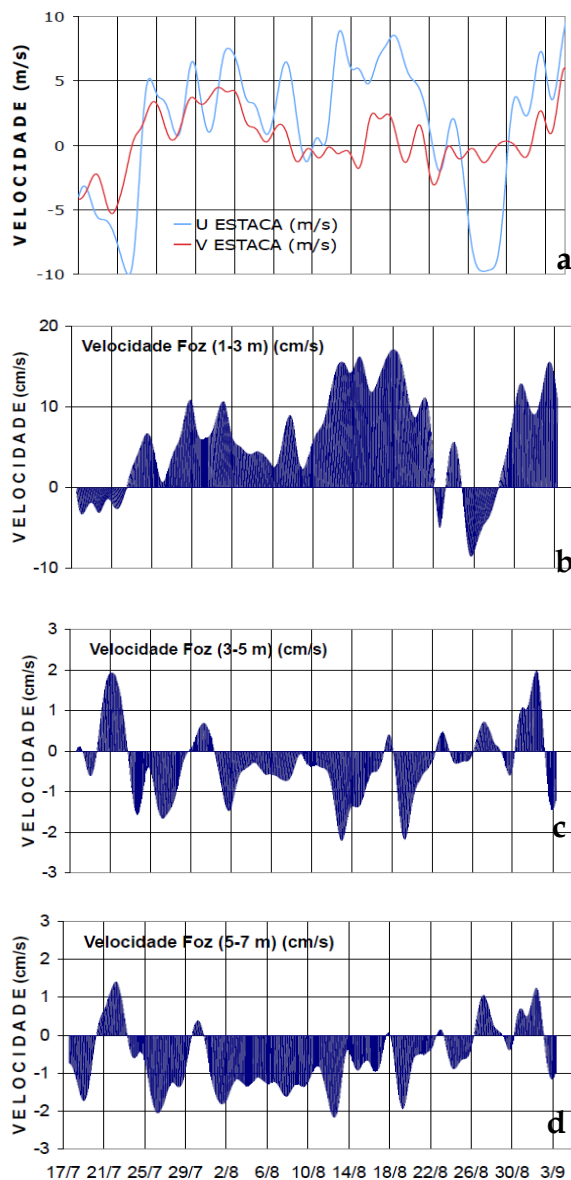 10
5
0
-5
-10
VELOCIDADE (m/s)
U ESTACA (m/s)
V ESTACA (m/s)
a
20
10
0
-10
VELOCIDADE (cm/s)
Velocidade Foz (1-3 m) (cm/s)
b
3
2
1
0
-1
-2
-3
VELOCIDADE (cm/s)
Velocidade Foz (3-5 m) (cm/s)
c
3
2
1
0
-1
-2
-3
VELOCIDADE (cm/s)
Velocidade Foz (5-7 m) (cm/s)
d
17/7 21/7 25/7 29/7 2/8 6/8 10/8 14/8 18/8 22/8 26/8 30/8 3/9